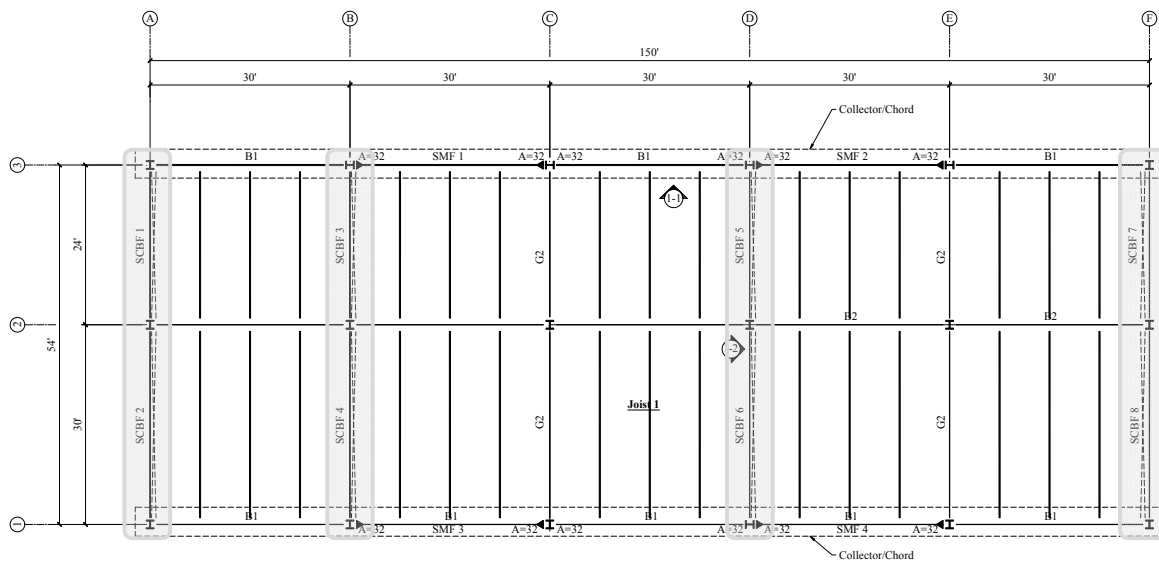 A B C D E F
150'
30' 30' 30' 30' 30'
Collector/Chord
3
B1 A=32 SMF 1 A=32 A=32 B1 A=32 A=32 SMF 2 A=32 B1
1-1
24'
SCBF 1 SCBF 3 G2 SCBF 5 G2 SCBF 7
2
B2 B2
54'
-2
30'
SCBF 2 SCBF 4 G2 Joist 1 SCBF 6 G2 SCBF 8
B1 B1 B1 B1 B1
1
A=32 SMF 3 A=32 A=32 A=32 A=32 SMF 4 A=32
Collector/Chord